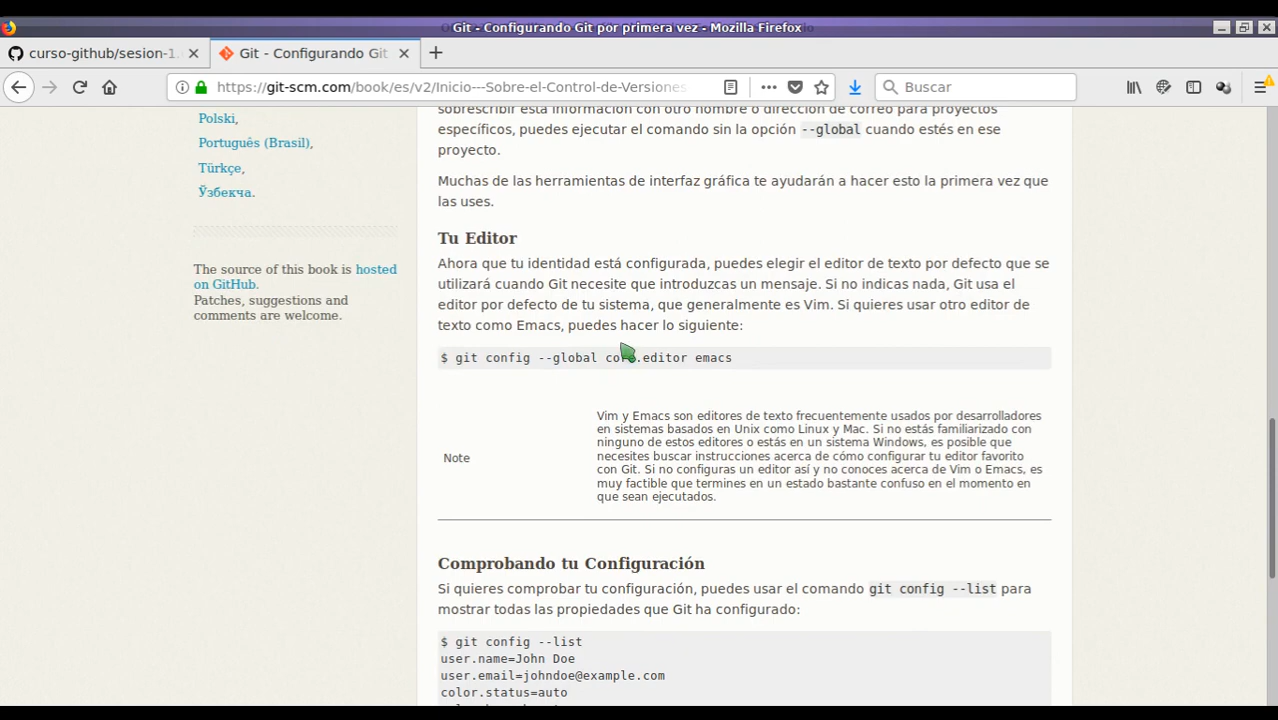 Git - Configurando Git por primera vez - Mozilla Firefox
curso-github/sesion-1.
Git - Configurando Git
https://git-scm.com/book/es/v2/Inicio---Sobre-el-Control-de-Versiones
Buscar
Polski,
Português (Brasil),
Türkçe,
Ўзбекча.
The source of this book is hosted
on GitHub.
Patches, suggestions and
comments are welcome.
sobrescribir esta información con otro nombre o dirección de correo para proyectos
específicos, puedes ejecutar el comando sin la opción --global cuando estés en ese
proyecto.
Muchas de las herramientas de interfaz gráfica te ayudarán a hacer esto la primera vez que
las uses.
Tu Editor
Ahora que tu identidad está configurada, puedes elegir el editor de texto por defecto que se
utilizará cuando Git necesite que introduzcas un mensaje. Si no indicas nada, Git usa el
editor por defecto de tu sistema, que generalmente es Vim. Si quieres usar otro editor de
texto como Emacs, puedes hacer lo siguiente:
$ git config --global core.editor emacs
Note
Vim y Emacs son editores de texto frecuentemente usados por desarrolladores
en sistemas basados en Unix como Linux y Mac. Si no estás familiarizado con
ninguno de estos editores o estás en un sistema Windows, es posible que
necesites buscar instrucciones acerca de cómo configurar tu editor favorito
con Git. Si no configuras un editor así y no conoces acerca de Vim o Emacs, es
muy factible que termines en un estado bastante confuso en el momento en
que sean ejecutados.
Comprobando tu Configuración
Si quieres comprobar tu configuración, puedes usar el comando git config --list para
mostrar todas las propiedades que Git ha configurado:
$ git config --list
user.name=John Doe
user.email=johndoe@example.com
color.status=auto